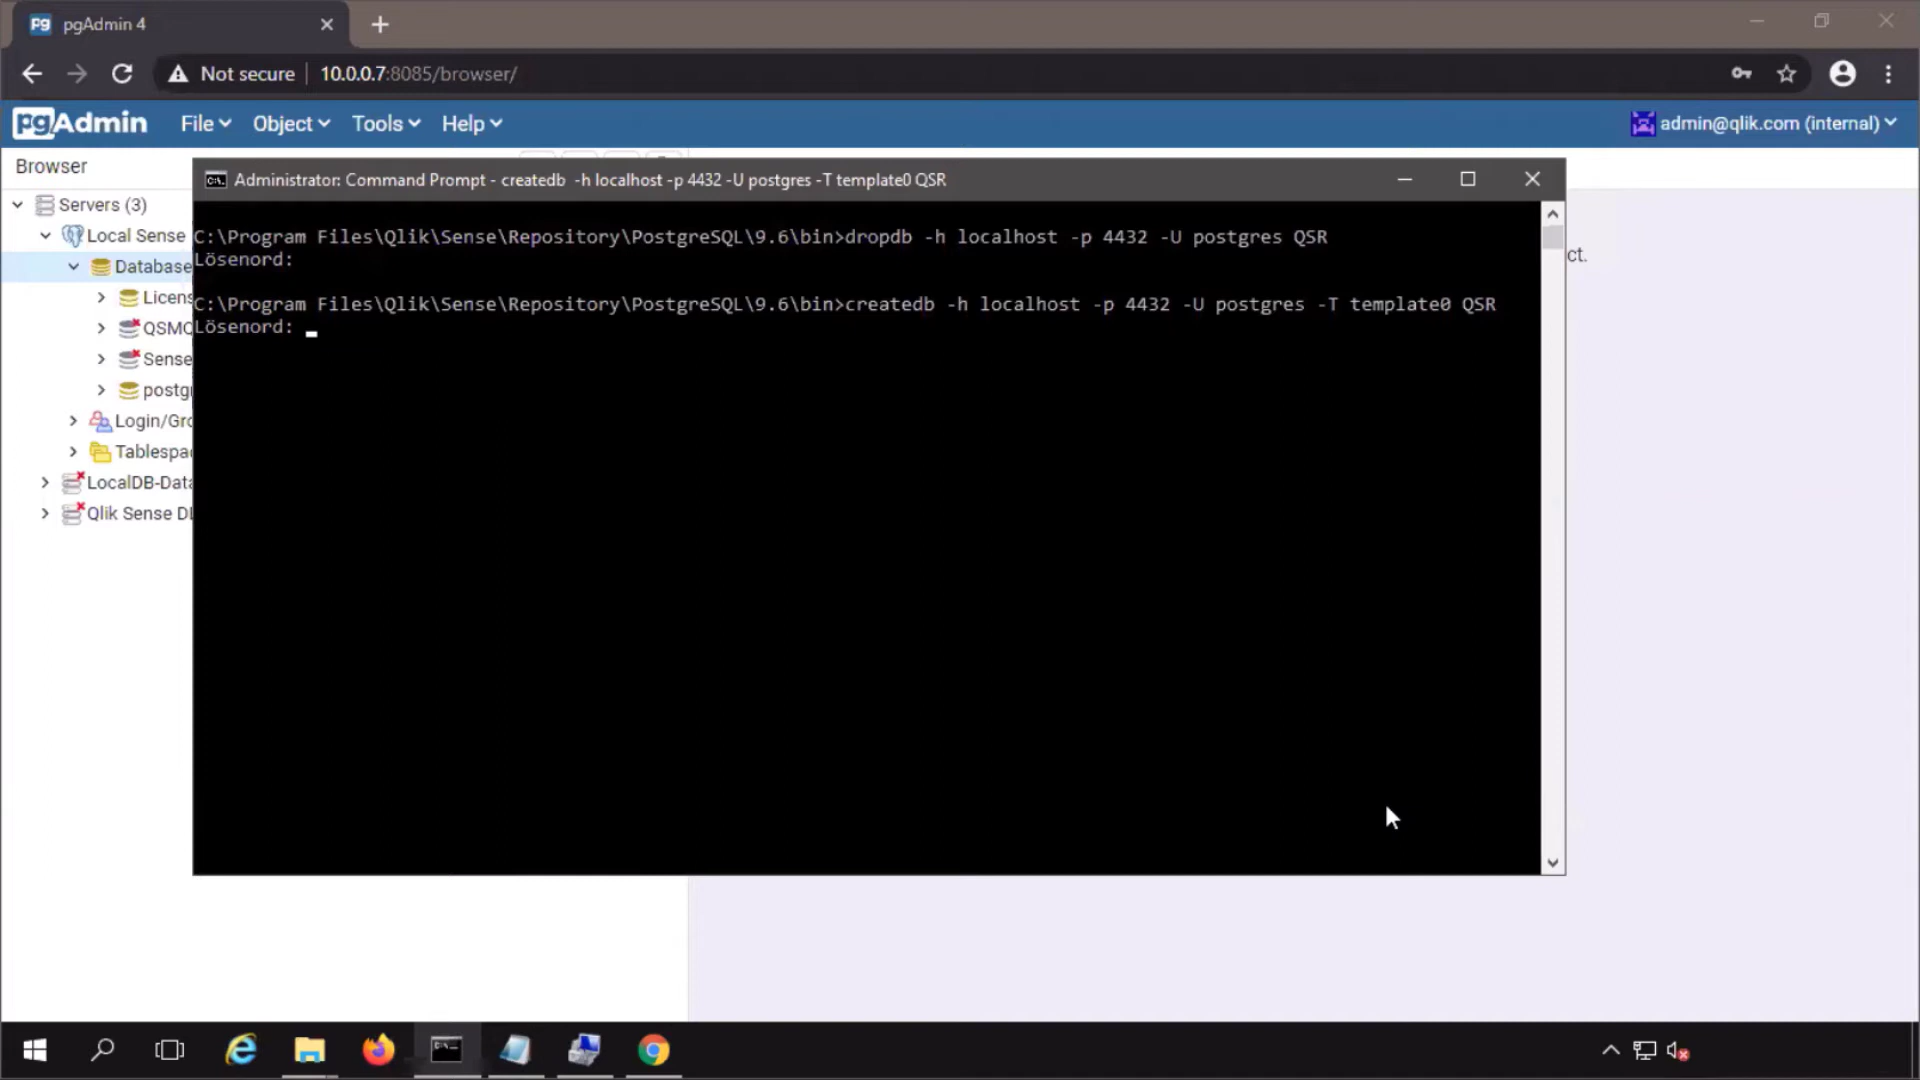 pgAdmin 4
Not secure
10.0.0.7:8085/browser/
pgAdmin
File
Object
Tools
Help
admin@qlik.com (internal)
Browser
Administrator: Command Prompt - createdb -h localhost -p 4432 -U postgres -T template0 QSR
Servers (3)
Local Sense
C:\Program Files\Qlik\Sense\Repository\PostgreSQL\9.6\bin>dropdb -h localhost -p 4432 -U postgres QSR
ct.
Database
Lösenord:
Licens
C:\Program Files\Qlik\Sense\Repository\PostgreSQL\9.6\bin>createdb -h localhost -p 4432 -U postgres -T template0 QSR
QSMQ
Lösenord:
Sense
postgr
Login/Gro
Tablespa
LocalDB-Data
Qlik Sense D